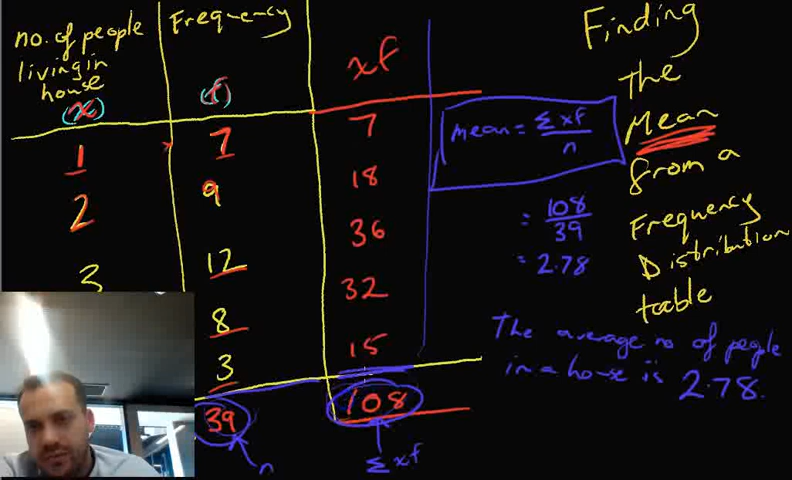 no. of people
living in
house
(x)
Frequency
(f)
xf
1 7 7
2 9 18
3 12 36
8 32
3 15
39 108
n
Σxf
Mean = Σxf
n
= 108
39
= 2.78
Finding
the
Mean
from a
Frequency
Distribution
table
The average no of people
in a house is 2.78.